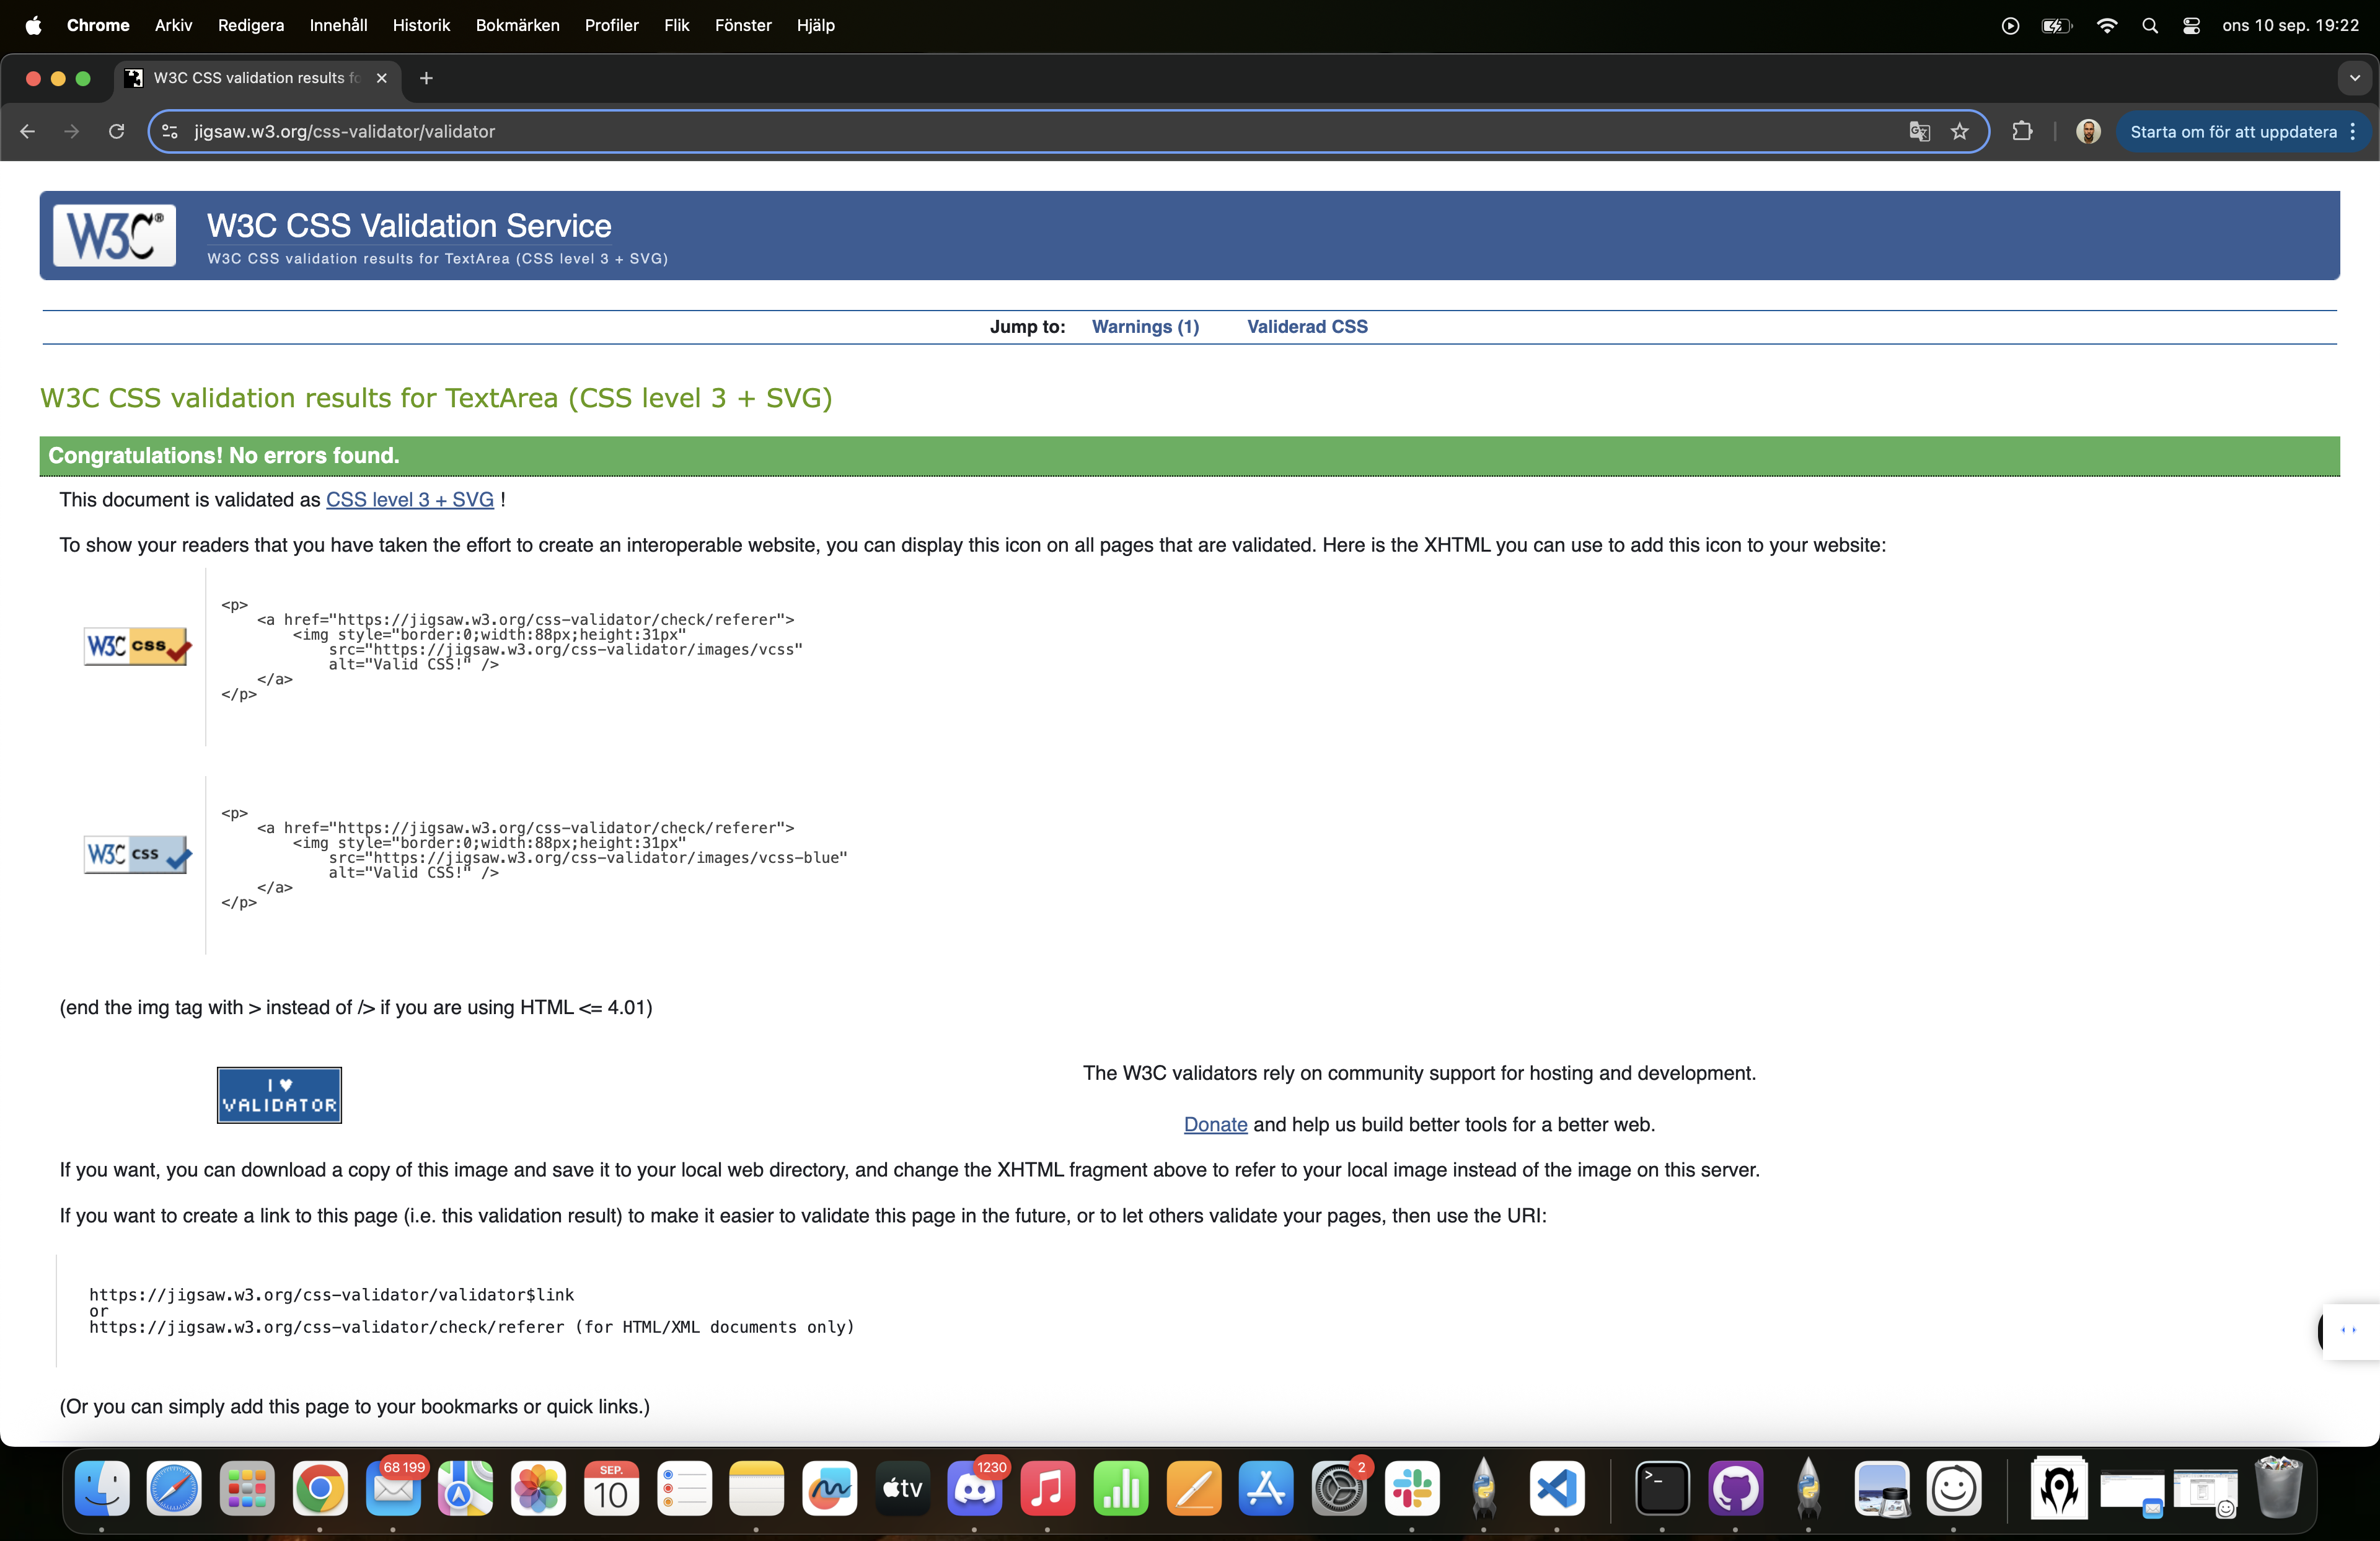 Chrome Arkiv Redigera Innehåll Historik Bokmärken Profiler Flik Fönster Hjälp ons 10 sep. 19:22
W3C CSS validation results fo
jigsaw.w3.org/css-validator/validator Starta om för att uppdatera
W3C® W3C CSS Validation Service
W3C CSS validation results for TextArea (CSS level 3 + SVG)
Jump to: Warnings (1) Validerad CSS
W3C CSS validation results for TextArea (CSS level 3 + SVG)
Congratulations! No errors found.
This document is validated as CSS level 3 + SVG !
To show your readers that you have taken the effort to create an interoperable website, you can display this icon on all pages that are validated. Here is the XHTML you can use to add this icon to your website:
W3C css
<p>
<a href="https://jigsaw.w3.org/css-validator/check/referer">
<img style="border:0;width:88px;height:31px"
src="https://jigsaw.w3.org/css-validator/images/vcss"
alt="Valid CSS!" />
</a>
</p>
W3C css
<p>
<a href="https://jigsaw.w3.org/css-validator/check/referer">
<img style="border:0;width:88px;height:31px"
src="https://jigsaw.w3.org/css-validator/images/vcss-blue"
alt="Valid CSS!" />
</a>
</p>
(end the img tag with > instead of /> if you are using HTML <= 4.01)
I ♥
VALIDATOR
The W3C validators rely on community support for hosting and development.
Donate and help us build better tools for a better web.
If you want, you can download a copy of this image and save it to your local web directory, and change the XHTML fragment above to refer to your local image instead of the image on this server.
If you want to create a link to this page (i.e. this validation result) to make it easier to validate this page in the future, or to let others validate your pages, then use the URI:
https://jigsaw.w3.org/css-validator/validator$link
or
https://jigsaw.w3.org/css-validator/check/referer (for HTML/XML documents only)
(Or you can simply add this page to your bookmarks or quick links.)
68 199
SEP.
10
tv
1230
2